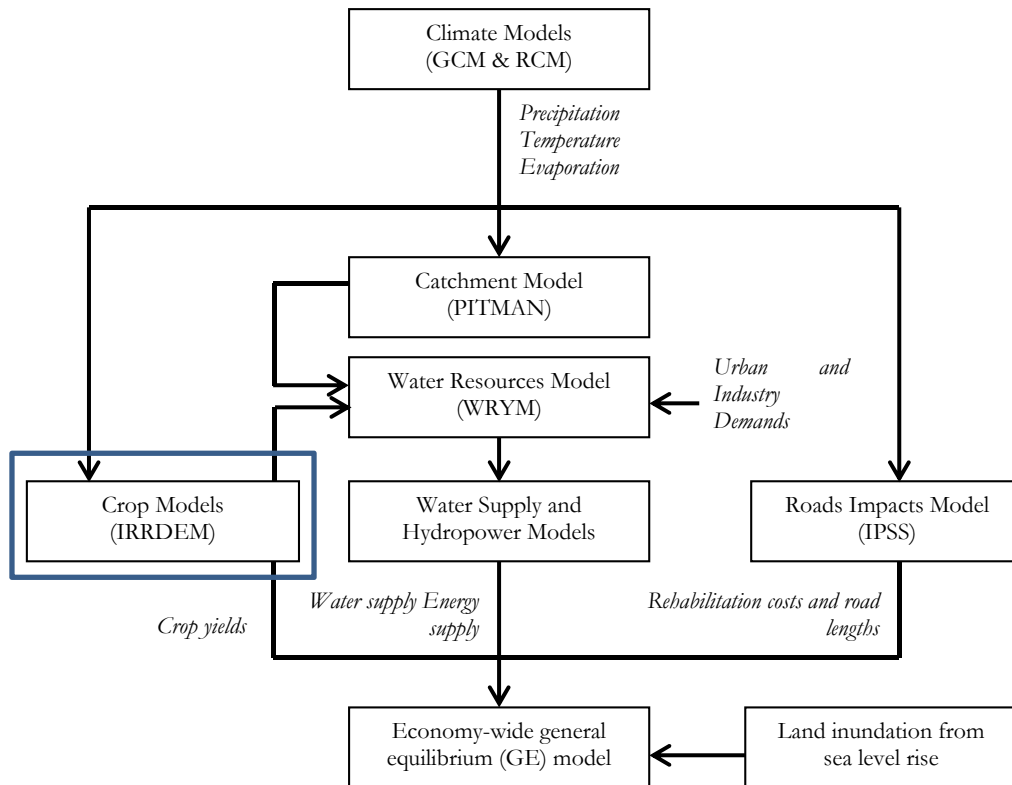 Climate Models
(GCM & RCM)
Precipitation
Temperature
Evaporation
Catchment Model
(PITMAN)
Water Resources Model
(WRYM)
Urban and
Industry
Demands
Crop Models
(IRRDEM)
Water Supply and
Hydropower Models
Roads Impacts Model
(IPSS)
Crop yields
Water supply Energy
supply
Rehabilitation costs and road
lengths
Economy-wide general
equilibrium (GE) model
Land inundation from
sea level rise